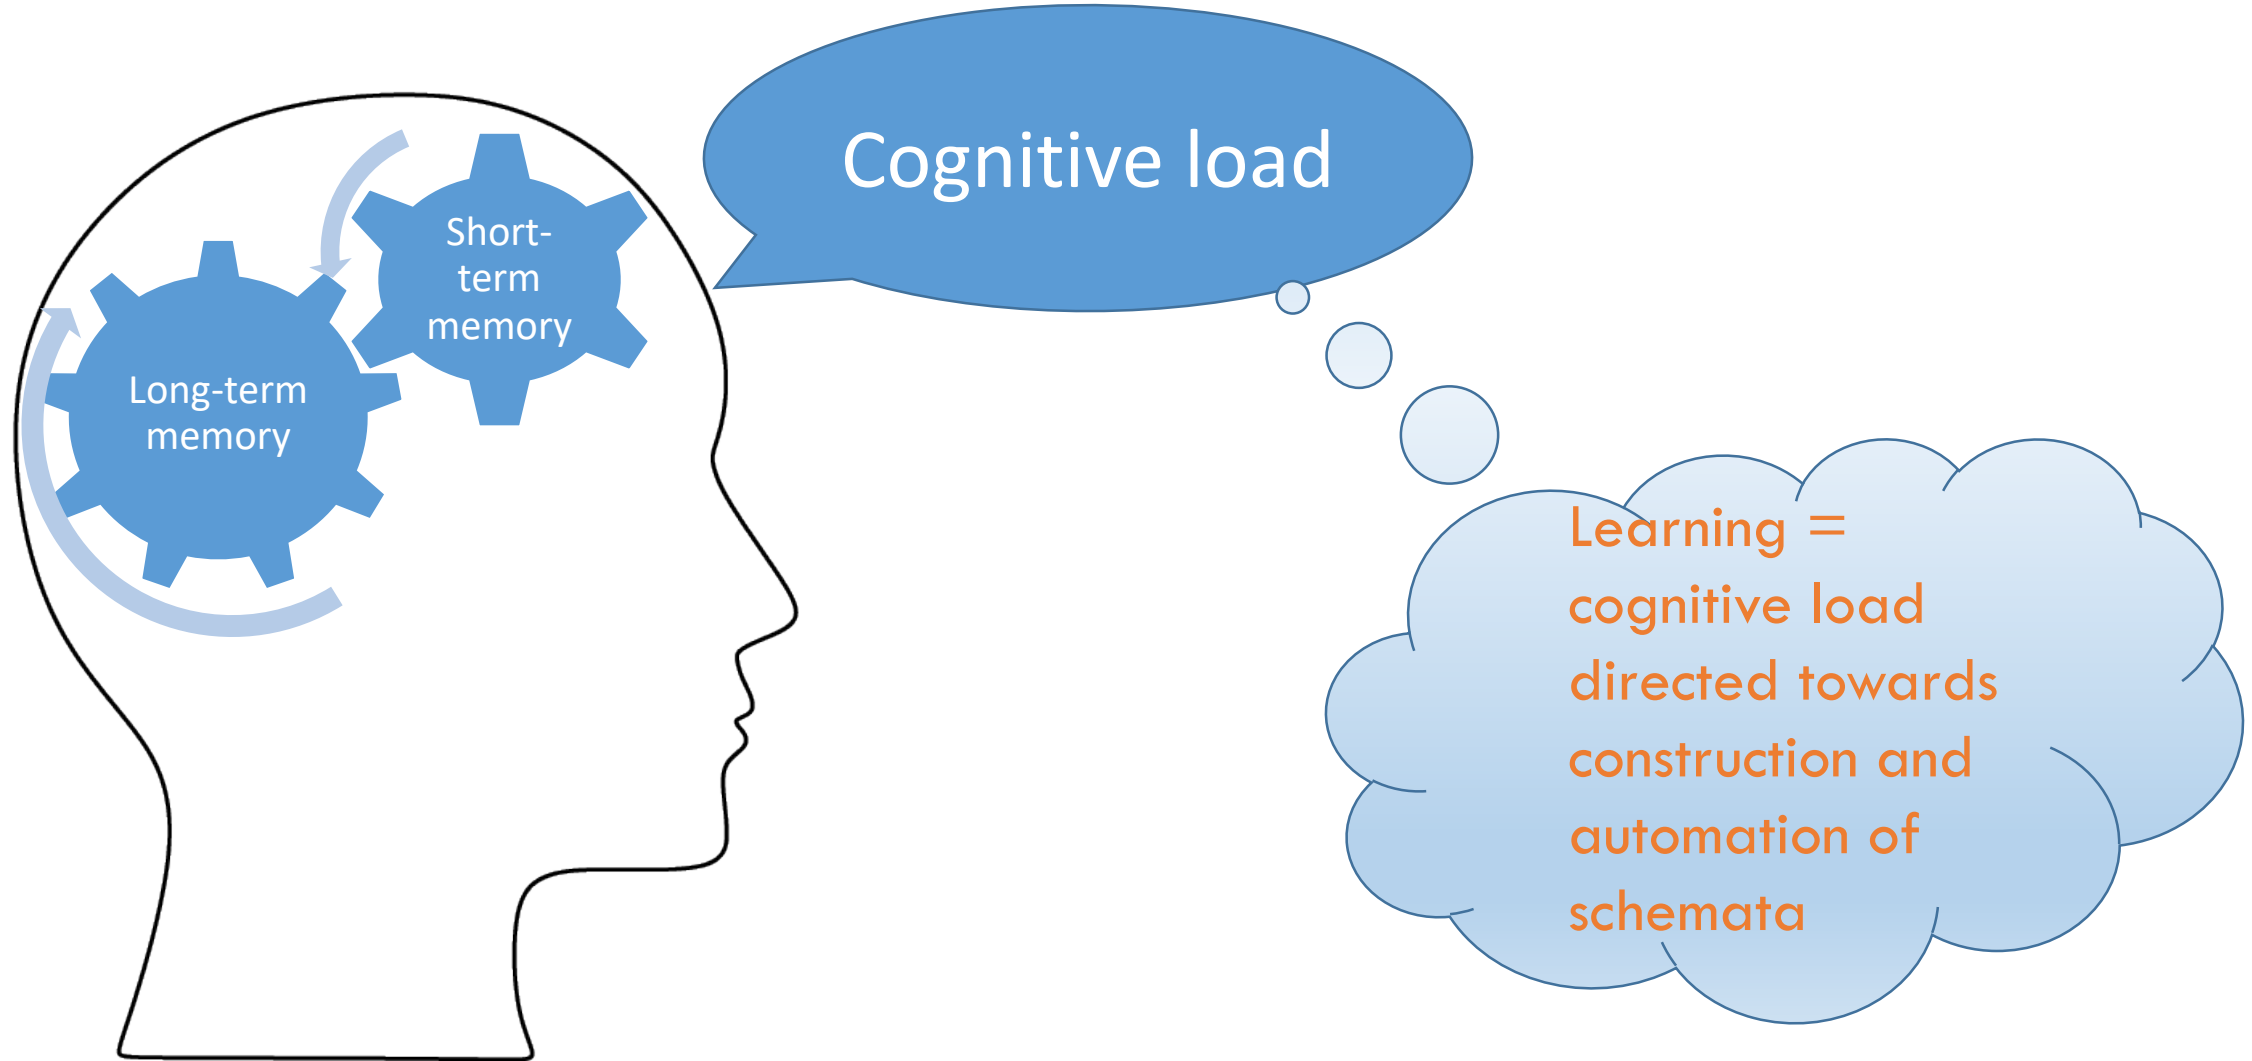 Cognitive load
Short-
term
memory
Long-term
memory
Learning =
cognitive load
directed towards
construction and
automation of
schemata